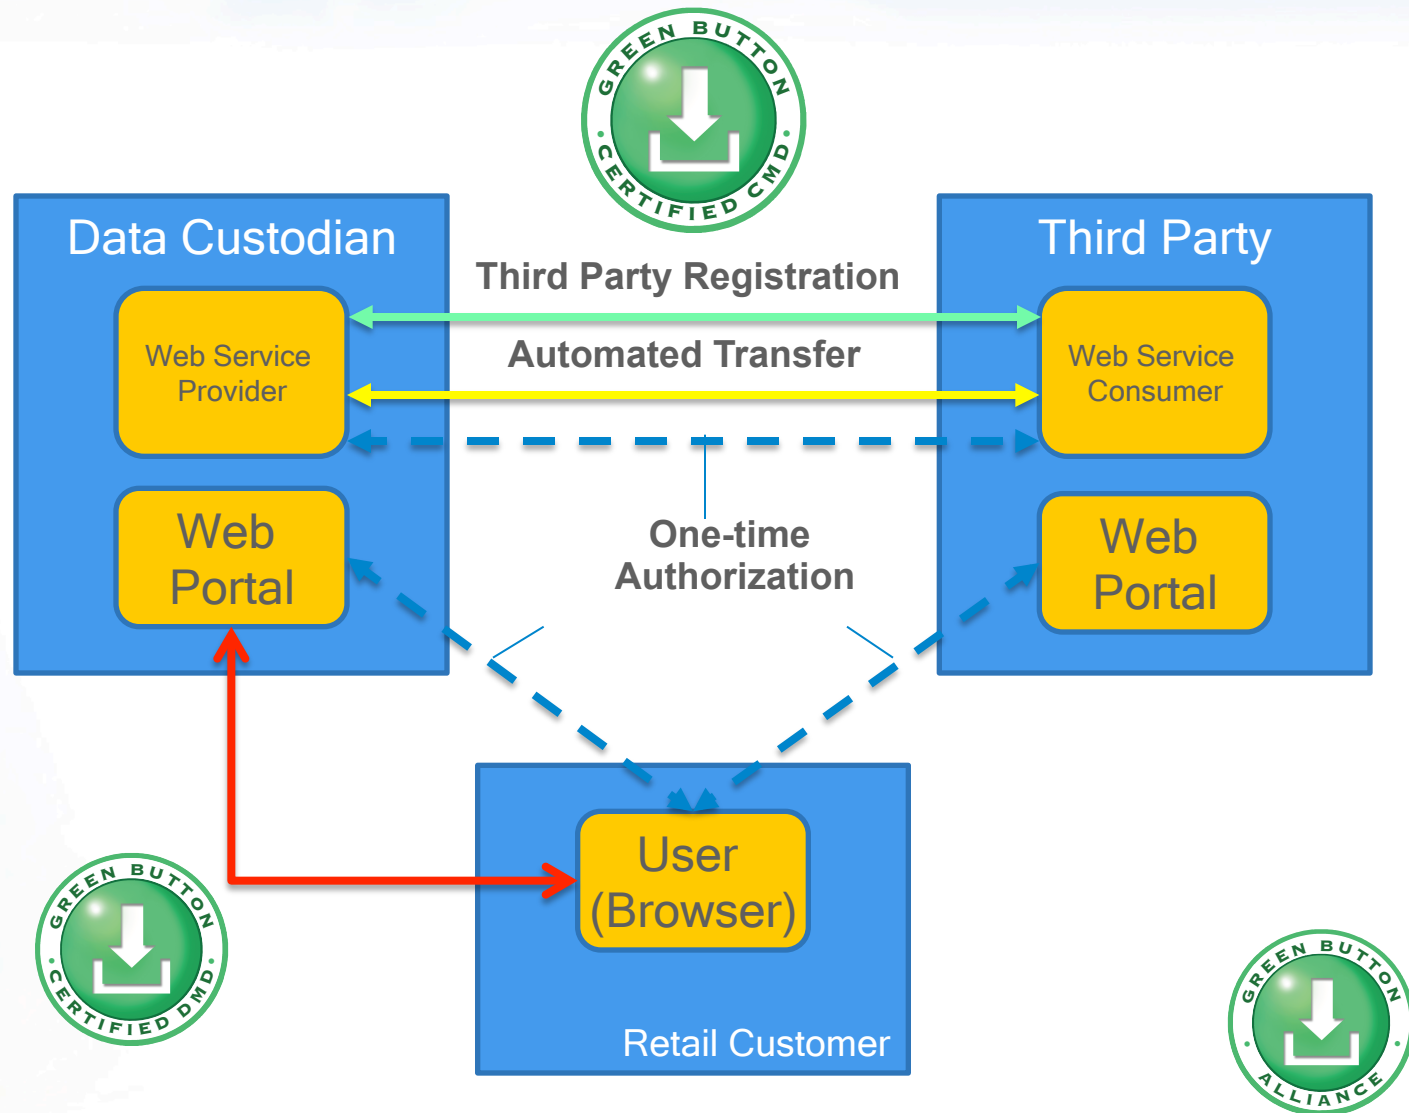 GREEN BUTTON
CERTIFIED CMD
Data Custodian
Third Party
Third Party Registration
Web Service
Provider
Automated Transfer
Web Service
Consumer
Web
Portal
One-time
Authorization
Web
Portal
User
(Browser)
Retail Customer
GREEN BUTTON
CERTIFIED DMD
GREEN BUTTON
ALLIANCE